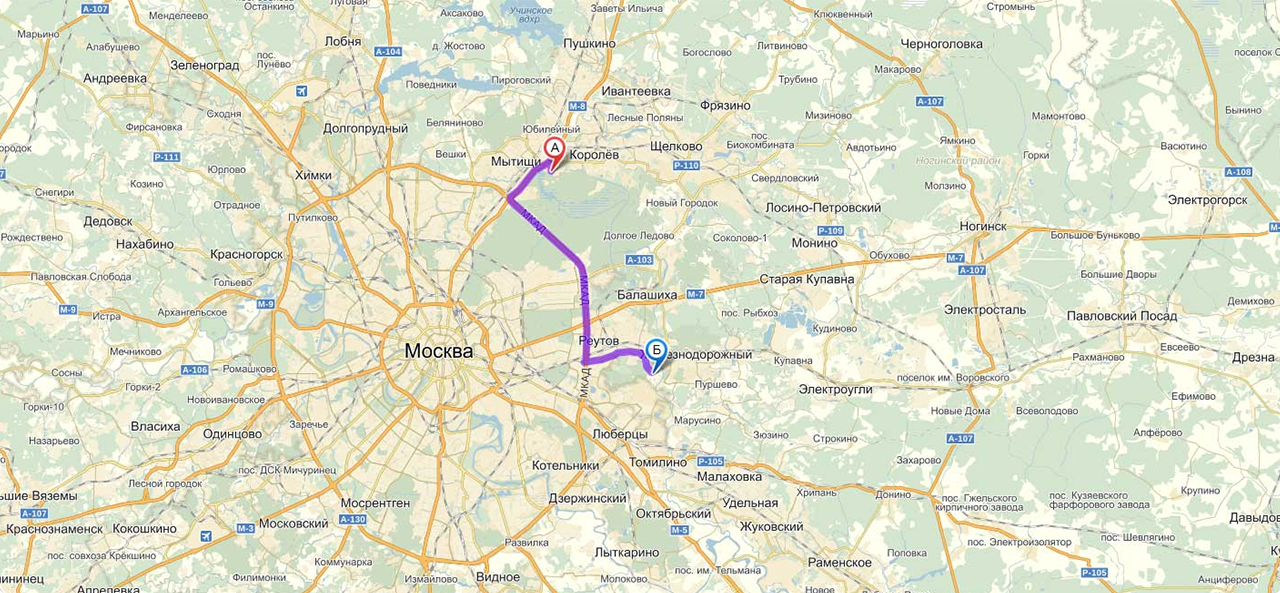 А-107
Останкино
Аксаково
Учинское
вдхр.
Заветы Ильича
Клюквенный
Стромынь
Марьино
Алабушево
Менделеево
Лобня
А-104
д. Жостово
Пушкино
Богослово
Литвиново
Черноголовка
Зеленоград
пос.
Лунёво
Андреевка
Поведники
Пироговский
Ивантеевка
Трубино
Макарово
М-8
Фрязино
А-107
Бынино
Лесные Поляны
Мизиново
Мамонтово
Фирсановка
Долгопрудный
Беляниново
Юбилейный
Р-111
Вешки
Мытищи
А
Королёв
Щелково
пос.
Биокомбината
Авдотьино
Ямкино
Васютино
Р-110
Ногинский район
Горки
Юрлово
Химки
Козино
Снегири
Свердловский
Молзино
А-108
Электрогорск
Отрадное
Новый Городок
Лосино-Петровский
Дедовск
Путилково
МКАД
Р-109
Ногинск
Рождествено
Нахабино
Долгое Ледово
Соколово-1
Монино
Большое Буньково
Красногорск
А-103
Обухово
М-7
А-107
Павловская Слобода
Гольево
МКАД
Старая Купавна
Большие Дворы
М-9
М-9
Балашиха
М-7
Истра
Архангельское
пос. Рыбхоз
Электросталь
Павловский Посад
Демихово
Кудиново
Мечниково
Москва
Реутов
Б
Железнодорожный
Купавна
Евсеево
Рахманово
Дрезна
Сосны
А-106
Ромашково
МКАД
Горки-2
Пуршево
Электроугли
поселок им. Воровского
Горки-10
Новоивановское
Ефимово
Новые Дома
Всеволодово
Власиха
Заречье
Марусино
Одинцово
Назарьево
Люберцы
Зюзино
Строкино
А-107
Алфёрово
пос. ДСК Мичуринец
Котельники
Томилино
Р-105
Захарово
Лесной городок
Малаховка
Хрипань
Донино
Крупино
Мосрентген
Дзержинский
Удельная
пос. Гжельского
кирпичного завода
пос. Кузяевского
фарфорового завода
А-107
Октябрьский
Краснознаменск
Кокошкино
М-3
Московский
А-130
М-5
Жуковский
Развилка
пос. Электроизолятор
пос. Шевлягино
пос. совхоза Крёкшино
Коммунарка
Лыткарино
Поповка
Раменское
Филимонки
Измайлово
Видное
Молоково
пос. им. Тельмана
Р-105
Анциферово
Апрелевка
Новое